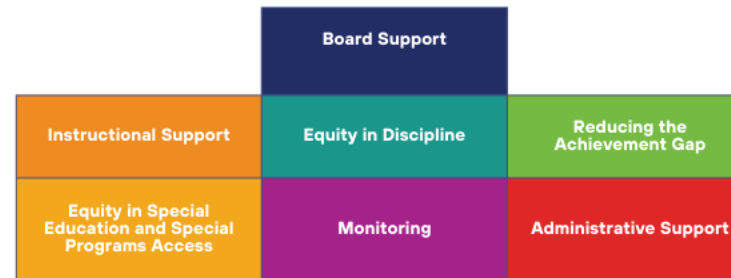 Board Support
Instructional Support
Equity in Discipline
Reducing the
Achievement Gap
Equity in Special
Education and Special
Programs Access
Monitoring
Administrative Support